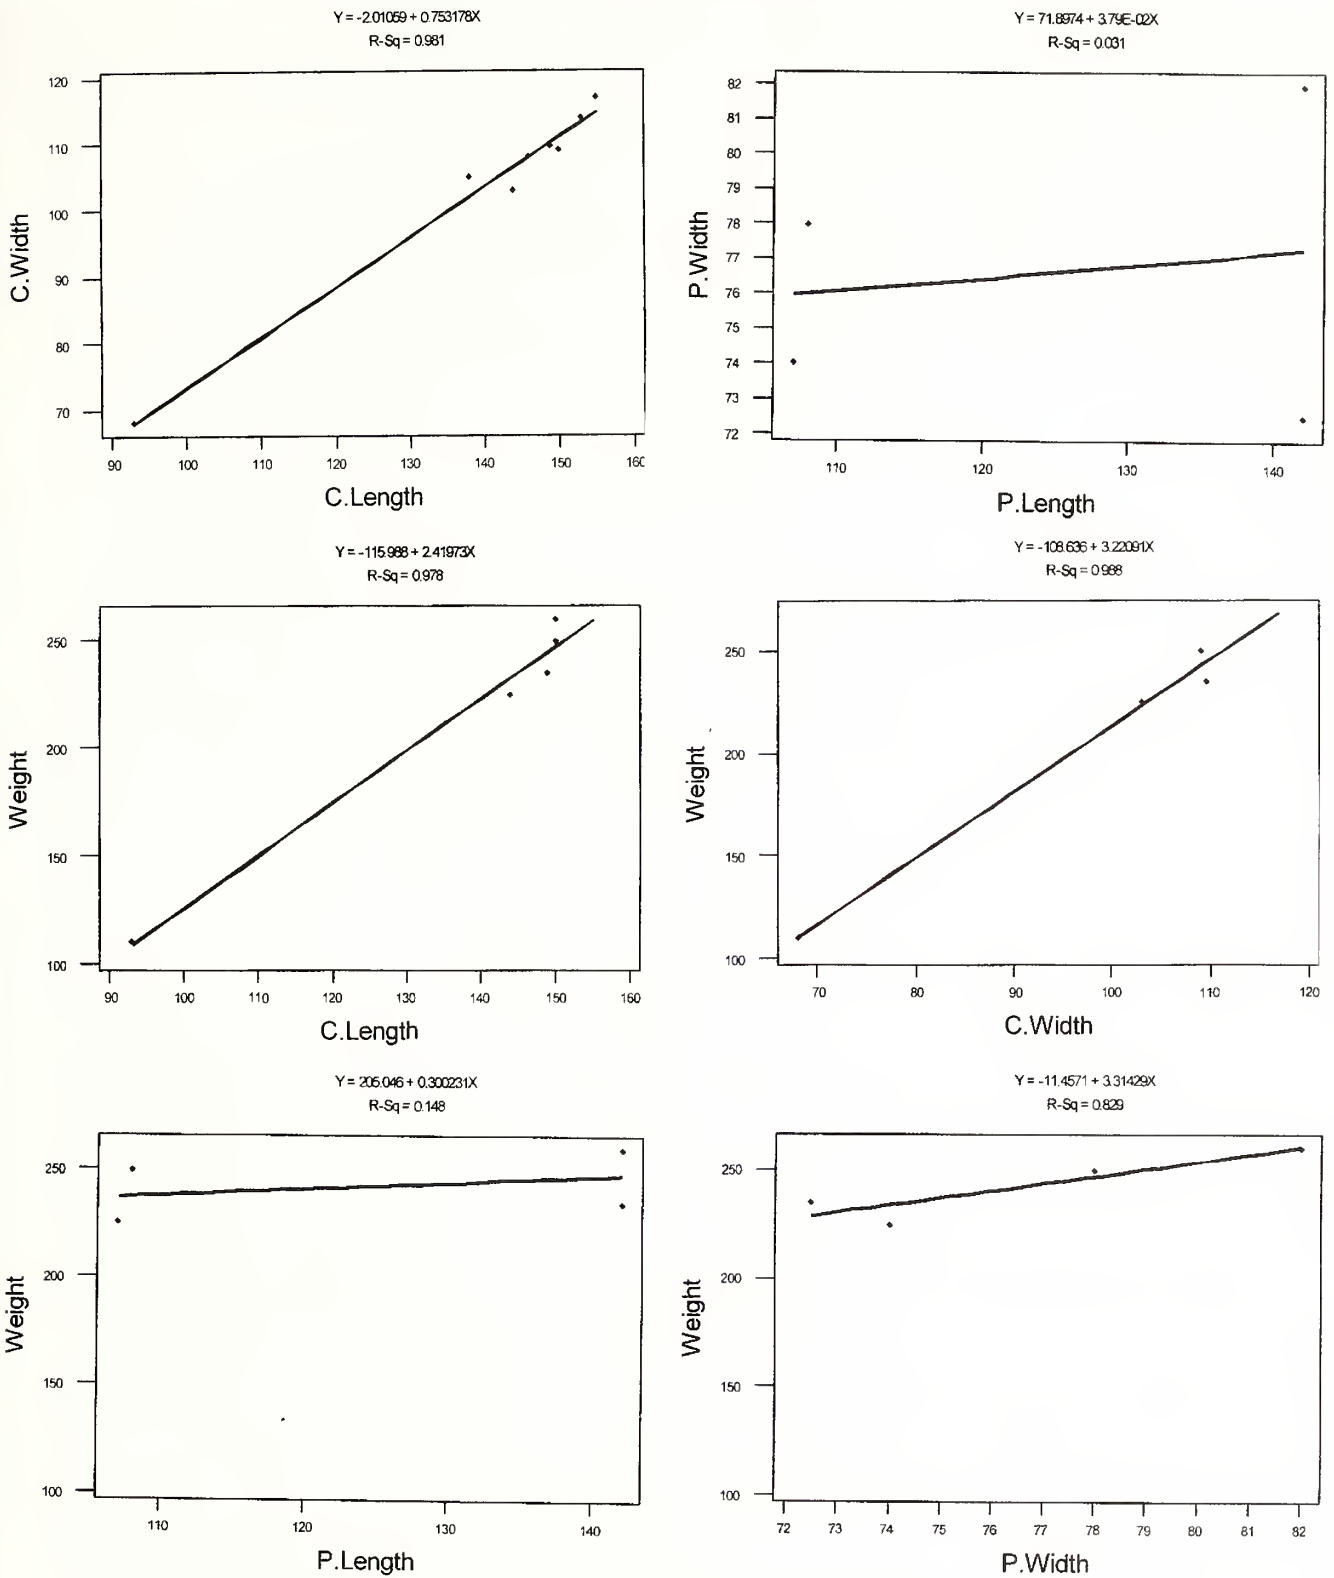 Y = -2.01059 + 0.753178X
R-Sq = 0.981
120
110
100
90
80
70
C.Width
90 100 110 120 130 140 150 160
C.Length
Y = 71.8974 + 3.79E-02X
R-Sq = 0.031
82
81
80
79
78
77
76
75
74
73
72
P.Width
110 120 130 140
P.Length
Y = -115.988 + 2.41973X
R-Sq = 0.978
250
200
150
100
Weight
90 100 110 120 130 140 150 160
C.Length
Y = -108.636 + 3.22091X
R-Sq = 0.988
250
200
150
100
Weight
70 80 90 100 110 120
C.Width
Y = 205.046 + 0.300231X
R-Sq = 0.148
250
200
150
100
Weight
110 120 130 140
P.Length
Y = -11.4571 + 3.31429X
R-Sq = 0.829
250
200
150
100
Weight
72 73 74 75 76 77 78 79 80 81 82
P.Width